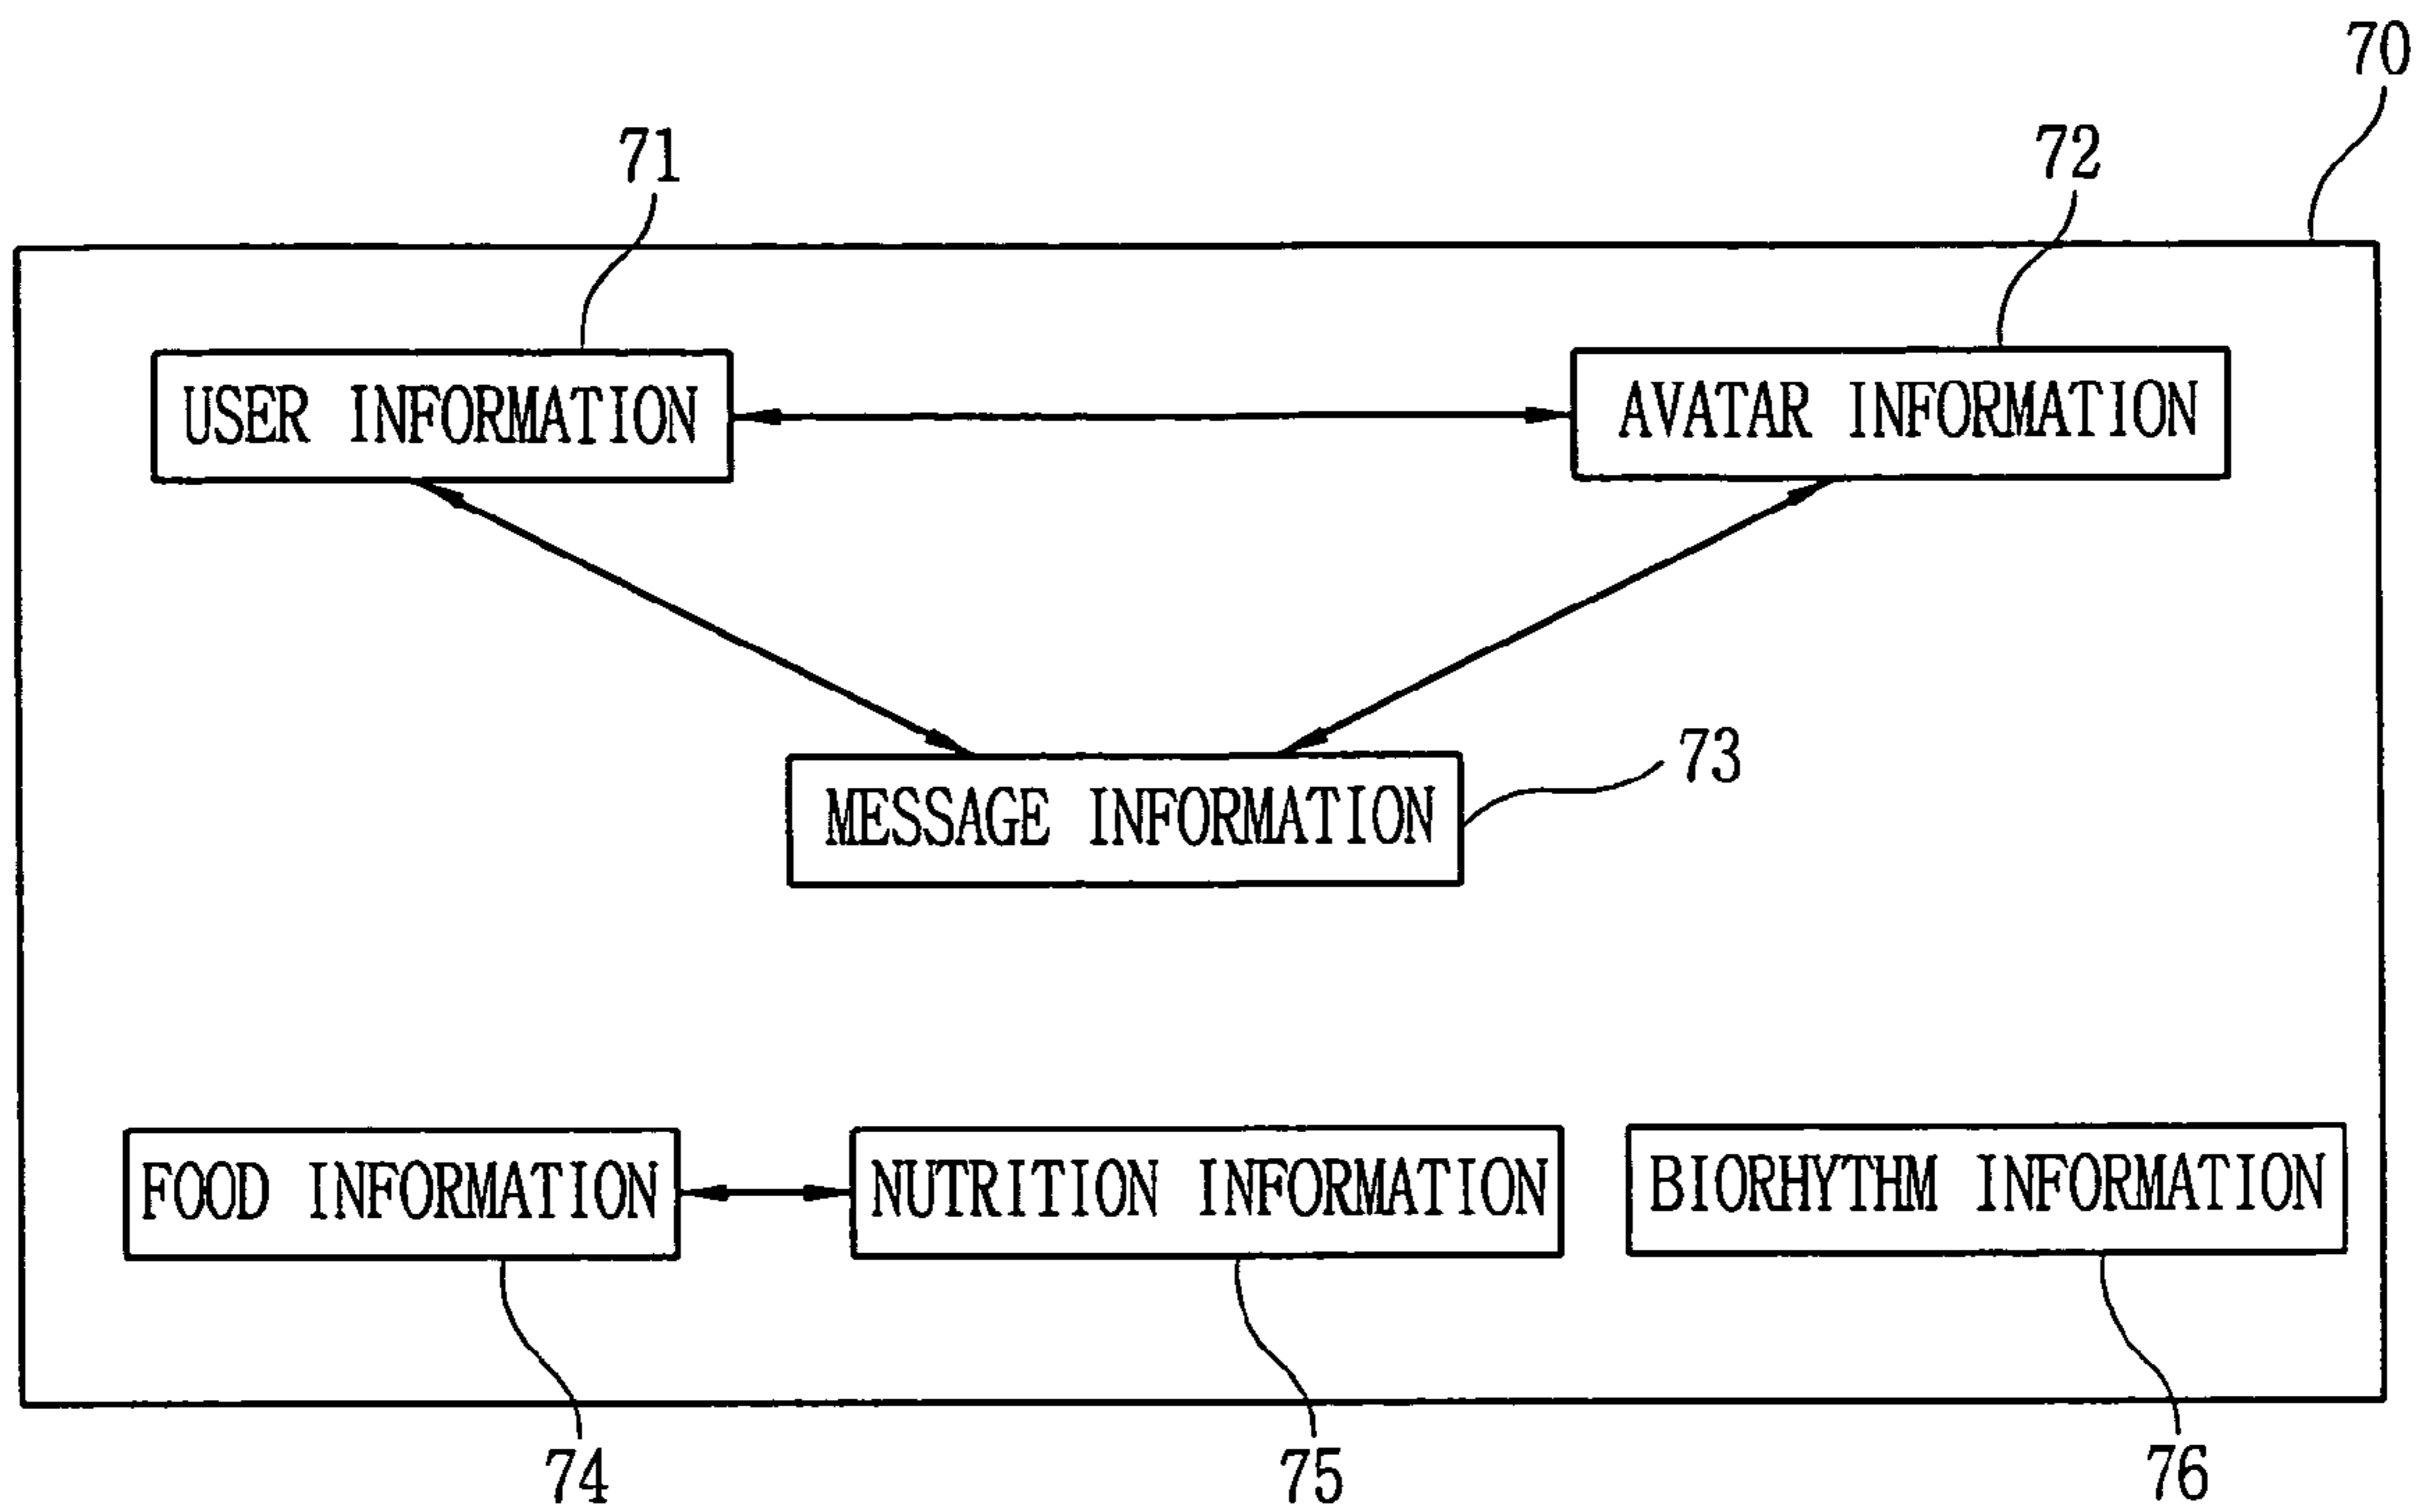 70
71
72
USER INFORMATION
AVATAR INFORMATION
73
MESSAGE INFORMATION
FOOD INFORMATION
NUTRITION INFORMATION
BIORHYTHM INFORMATION
74
75
76